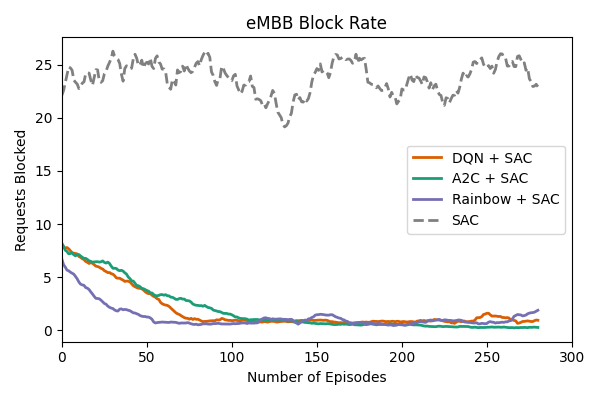 eMBB Block Rate
Requests Blocked
25
20
15
10
5
0
DQN + SAC
A2C + SAC
Rainbow + SAC
SAC
0 50 100 150 200 250 300
Number of Episodes